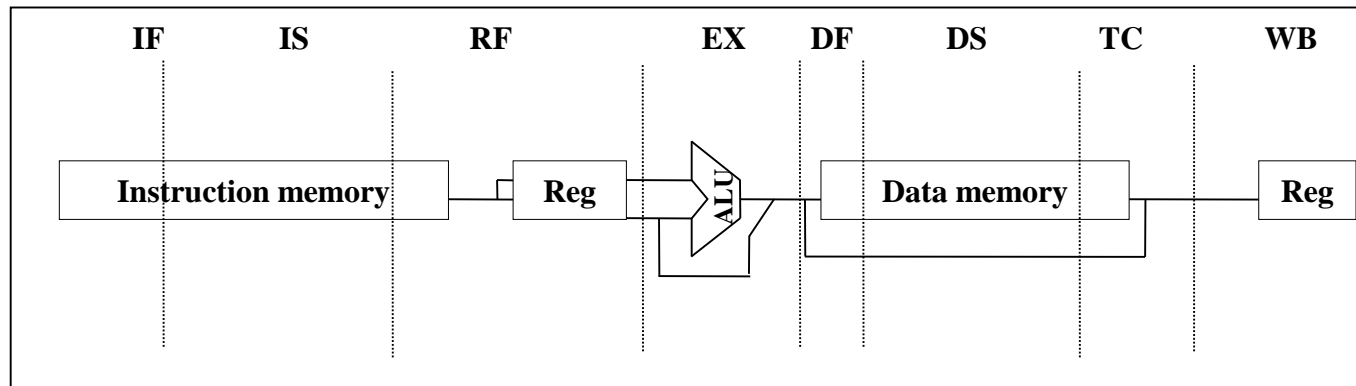 IF IS RF EX DF DS TC WB
Instruction memory Reg ALU Data memory Reg